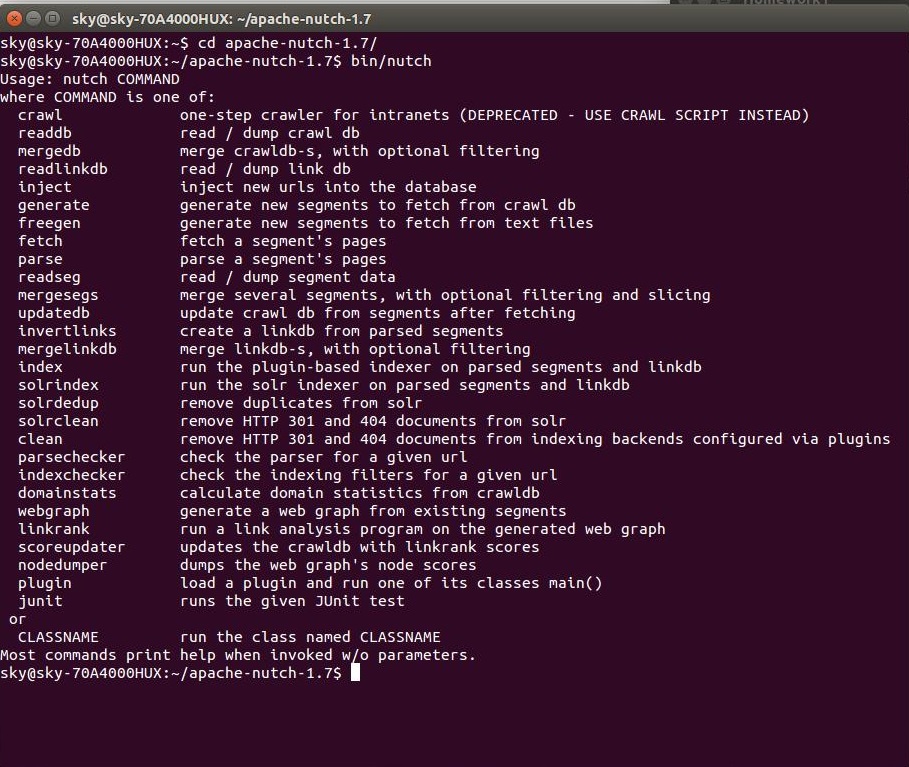 sky@sky-70A4000HUX: ~/apache-nutch-1.7
sky@sky-70A4000HUX:~$ cd apache-nutch-1.7/
sky@sky-70A4000HUX:~/apache-nutch-1.7$ bin/nutch
Usage: nutch COMMAND
where COMMAND is one of:
  crawl             one-step crawler for intranets (DEPRECATED - USE CRAWL SCRIPT INSTEAD)
  readdb            read / dump crawl db
  mergedb           merge crawldb-s, with optional filtering
  readlinkdb        read / dump link db
  inject            inject new urls into the database
  generate          generate new segments to fetch from crawl db
  freegen           generate new segments to fetch from text files
  fetch             fetch a segment's pages
  parse             parse a segment's pages
  readseg           read / dump segment data
  mergesegs         merge several segments, with optional filtering and slicing
  updatedb          update crawl db from segments after fetching
  invertlinks       create a linkdb from parsed segments
  mergelinkdb       merge linkdb-s, with optional filtering
  index             run the plugin-based indexer on parsed segments and linkdb
  solrindex         run the solr indexer on parsed segments and linkdb
  solrdedup         remove duplicates from solr
  solrclean         remove HTTP 301 and 404 documents from solr
  clean             remove HTTP 301 and 404 documents from indexing backends configured via plugins
  parsechecker      check the parser for a given url
  indexchecker      check the indexing filters for a given url
  domainstats       calculate domain statistics from crawldb
  webgraph          generate a web graph from existing segments
  linkrank          run a link analysis program on the generated web graph
  scoreupdater      updates the crawldb with linkrank scores
  nodedumper        dumps the web graph's node scores
  plugin            load a plugin and run one of its classes main()
  junit             runs the given JUnit test
 or
  CLASSNAME         run the class named CLASSNAME
Most commands print help when invoked w/o parameters.
sky@sky-70A4000HUX:~/apache-nutch-1.7$